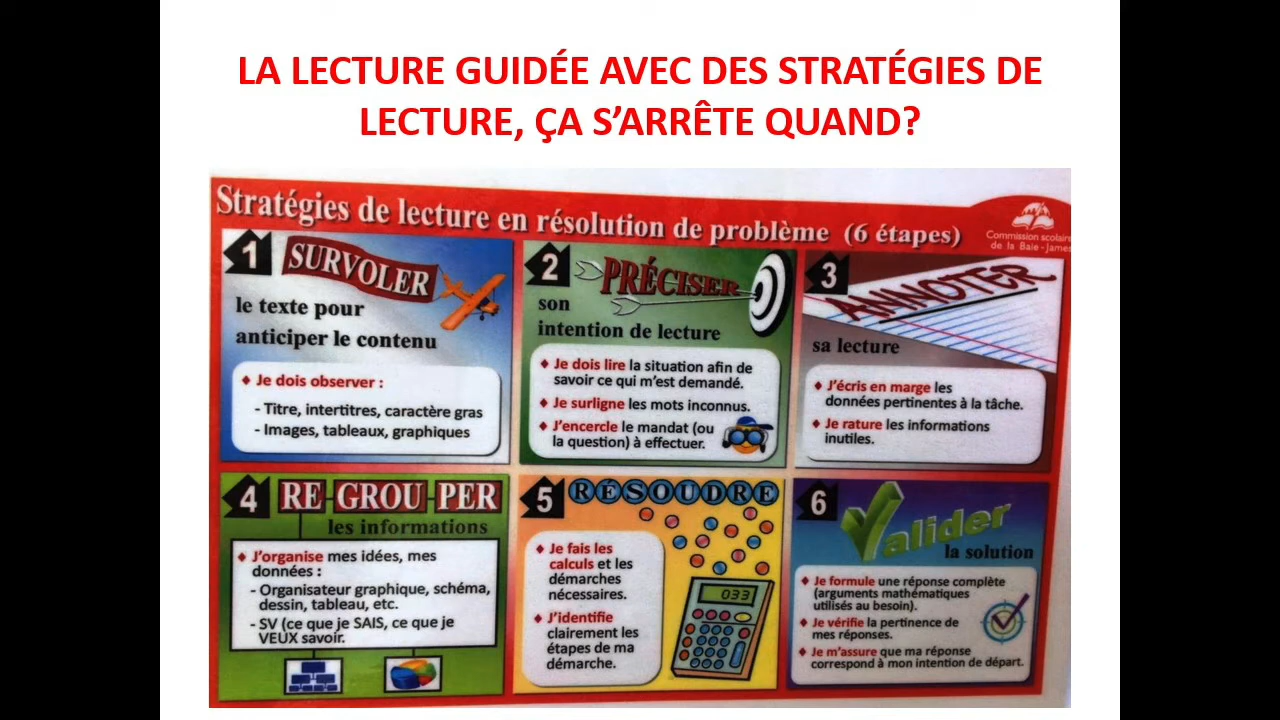 LA LECTURE GUIDÉE AVEC DES STRATÉGIES DE
LECTURE, ÇA S’ARRÊTE QUAND?
Stratégies de lecture en résolution de problème (6 étapes)
Commission scolaire
de la Baie-James
1 SURVOLER
le texte pour
anticiper le contenu
♦ Je dois observer :
- Titre, intertitres, caractère gras
- Images, tableaux, graphiques
2 PRÉCISER
son
intention de lecture
♦ Je dois lire la situation afin de
savoir ce qui m’est demandé.
♦ Je surligne les mots inconnus.
♦ J’encercle le mandat (ou
la question) à effectuer.
3 ANNOTER
sa lecture
♦ J’écris en marge les
données pertinentes à la tâche.
♦ Je rature les informations
inutiles.
4 RE-GROU-PER
les informations
♦ J’organise mes idées, mes
données :
- Organisateur graphique, schéma,
dessin, tableau, etc.
- SV (ce que je SAIS, ce que je
VEUX savoir.
5 RÉSOUDRE
♦ Je fais les
calculs et les
démarches
nécessaires.
♦ J’identifie
clairement les
étapes de ma
démarche.
033
6 Valider
la solution
♦ Je formule une réponse complète
(arguments mathématiques
utilisés au besoin).
♦ Je vérifie la pertinence de
mes réponses.
♦ Je m’assure que ma réponse
correspond à mon intention de départ.